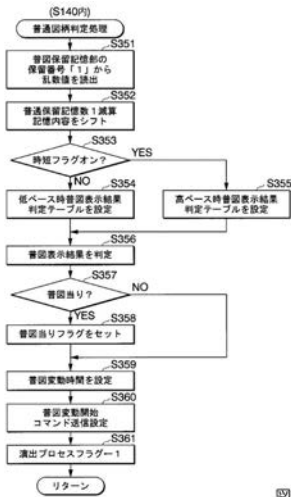 (S140内)
普通図柄判定処理
S351
普図保留記憶部の
保留番号「1」から
乱数値を読出
S352
普通保留記憶数1減算
記憶内容をシフト
S353
時短フラグオン?
YES
NO
S354
低ベース時普図表示結果
判定テーブルを設定
S355
高ベース時普図表示結果
判定テーブルを設定
S356
普図表示結果を判定
S357
普図当り?
NO
YES
S358
普図当りフラグをセット
S359
普図変動時間を設定
S360
普図変動開始
コマンド送信設定
S361
演出プロセスフラグー1
リターン